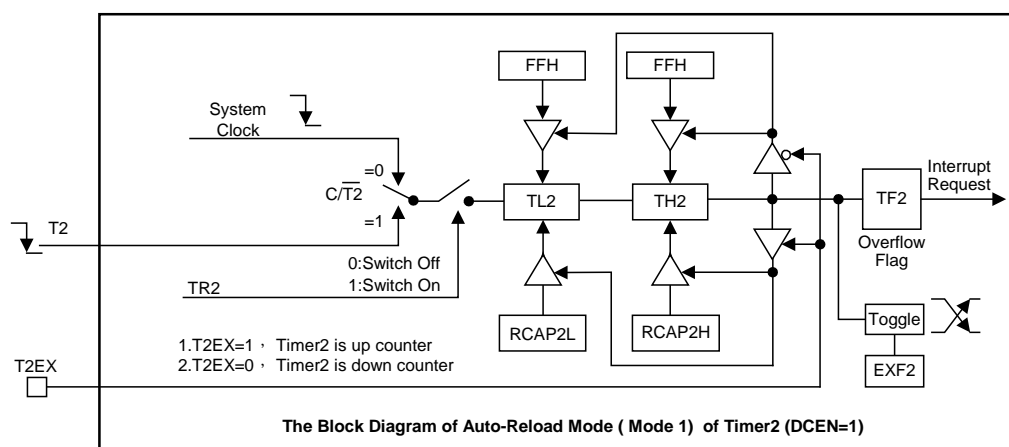 FFH
FFH
System
Clock
=0
C/T2
=1
TL2
TH2
TF2
Interrupt
Request
T2
Overflow
Flag
0:Switch Off
1:Switch On
TR2
Toggle
RCAP2L
RCAP2H
EXF2
1.T2EX=1， Timer2 is up counter
2.T2EX=0， Timer2 is down counter
T2EX
The Block Diagram of Auto-Reload Mode ( Mode 1) of Timer2 (DCEN=1)